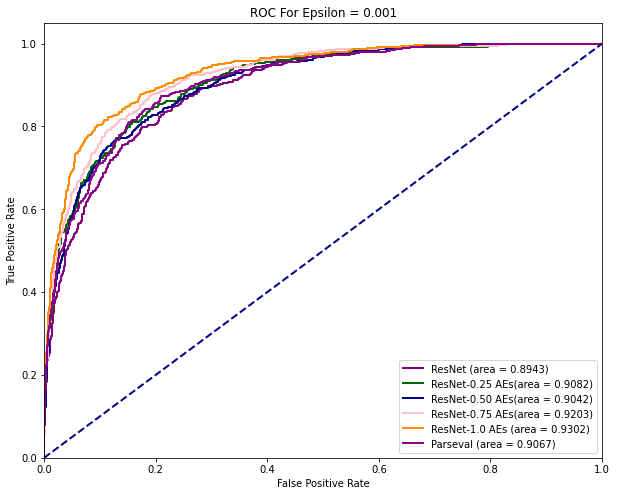 ROC For Epsilon = 0.001
True Positive Rate
1.0
0.8
0.6
0.4
0.2
0.0
ResNet (area = 0.8943)
ResNet-0.25 AEs(area = 0.9082)
ResNet-0.50 AEs(area = 0.9042)
ResNet-0.75 AEs(area = 0.9203)
ResNet-1.0 AEs (area = 0.9302)
Parseval (area = 0.9067)
0.0 0.2 0.4 0.6 0.8 1.0
False Positive Rate